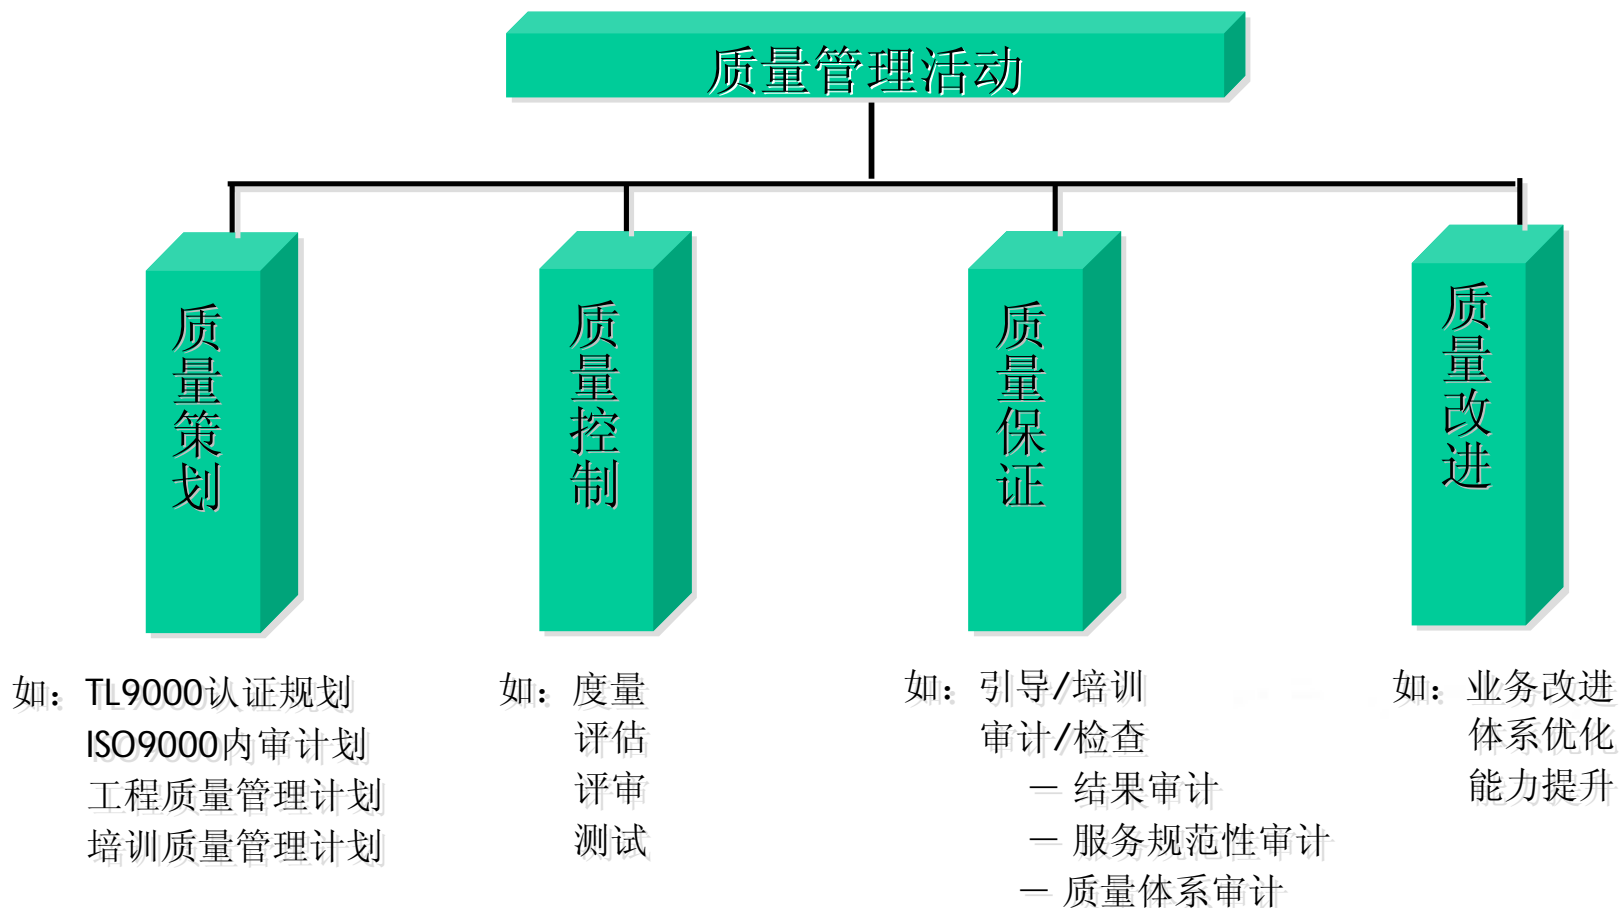 质量管理活动
质量策划
质量控制
质量保证
质量改进
如：TL9000认证规划
ISO9000内审计划
工程质量管理计划
培训质量管理计划
如：度量
评估
评审
测试
如：引导/培训
审计/检查
－ 结果审计
－ 服务规范性审计
－ 质量体系审计
如：业务改进
体系优化
能力提升